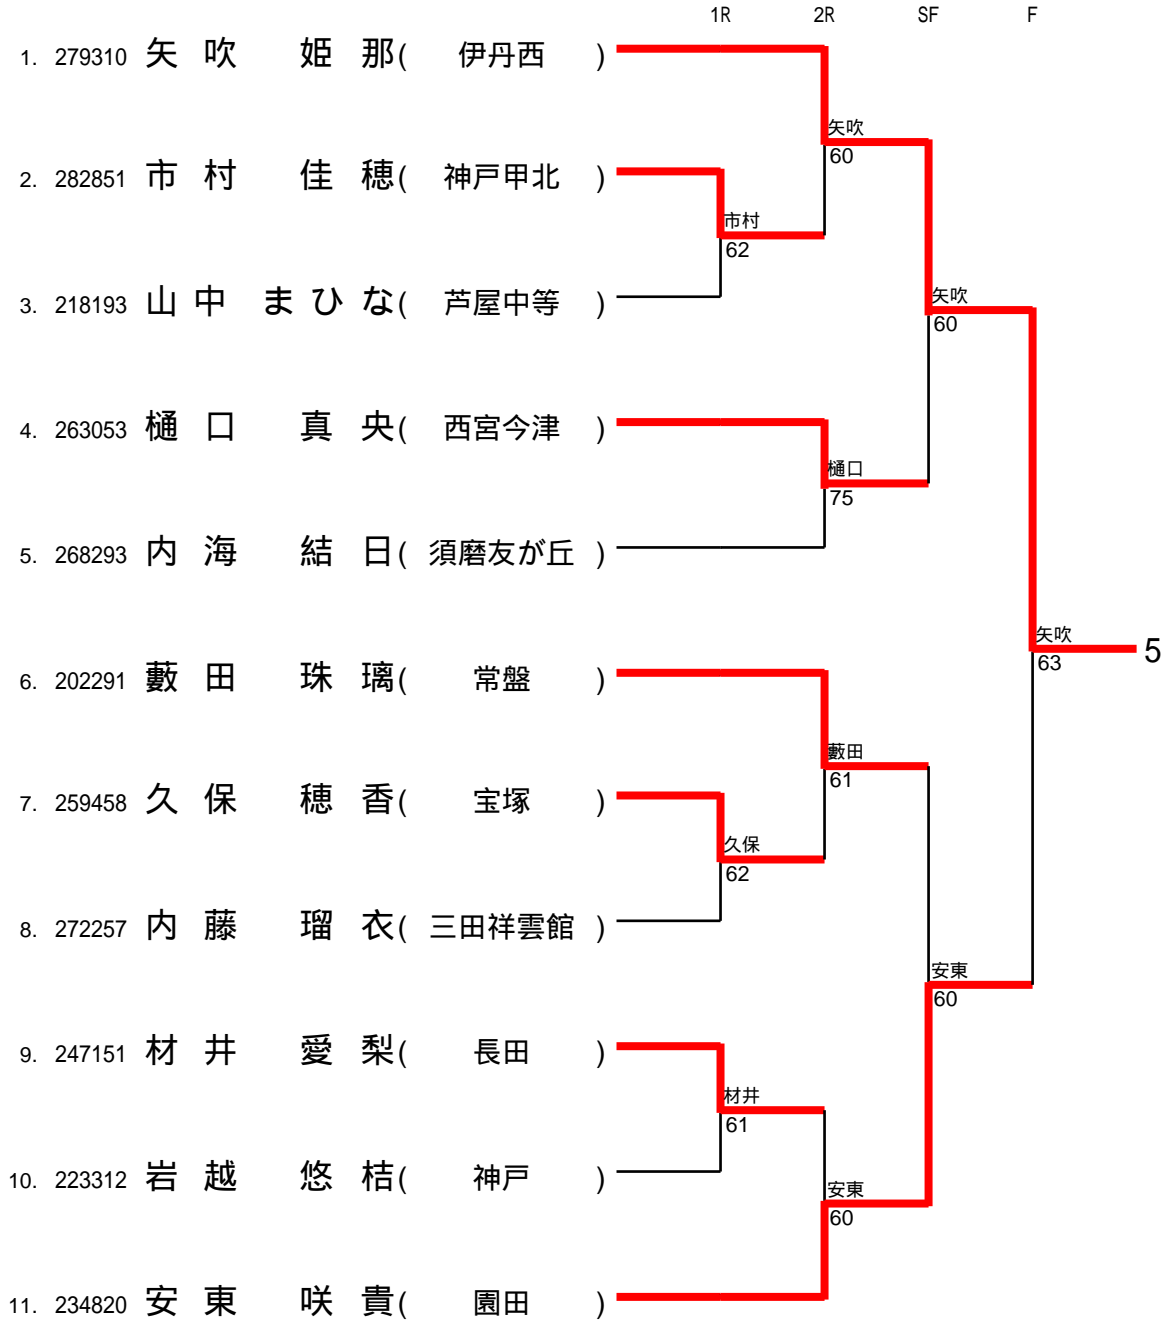 1R 2R SF F
1. 279310 矢吹 姫那( 伊丹西 )
矢吹
60
2. 282851 市村 佳穂( 神戸甲北 )
市村
62
3. 218193 山中 まひな( 芦屋中等 )
矢吹
60
4. 263053 樋口 真央( 西宮今津 )
樋口
75
5. 268293 内海 結日( 須磨友が丘 )
矢吹
63
5
6. 202291 藪田 珠璃( 常盤 )
藪田
61
7. 259458 久保 穂香( 宝塚 )
久保
62
8. 272257 内藤 瑠衣( 三田祥雲館 )
安東
60
9. 247151 材井 愛梨( 長田 )
材井
61
10. 223312 岩越 悠桔( 神戸 )
安東
60
11. 234820 安東 咲貴( 園田 )